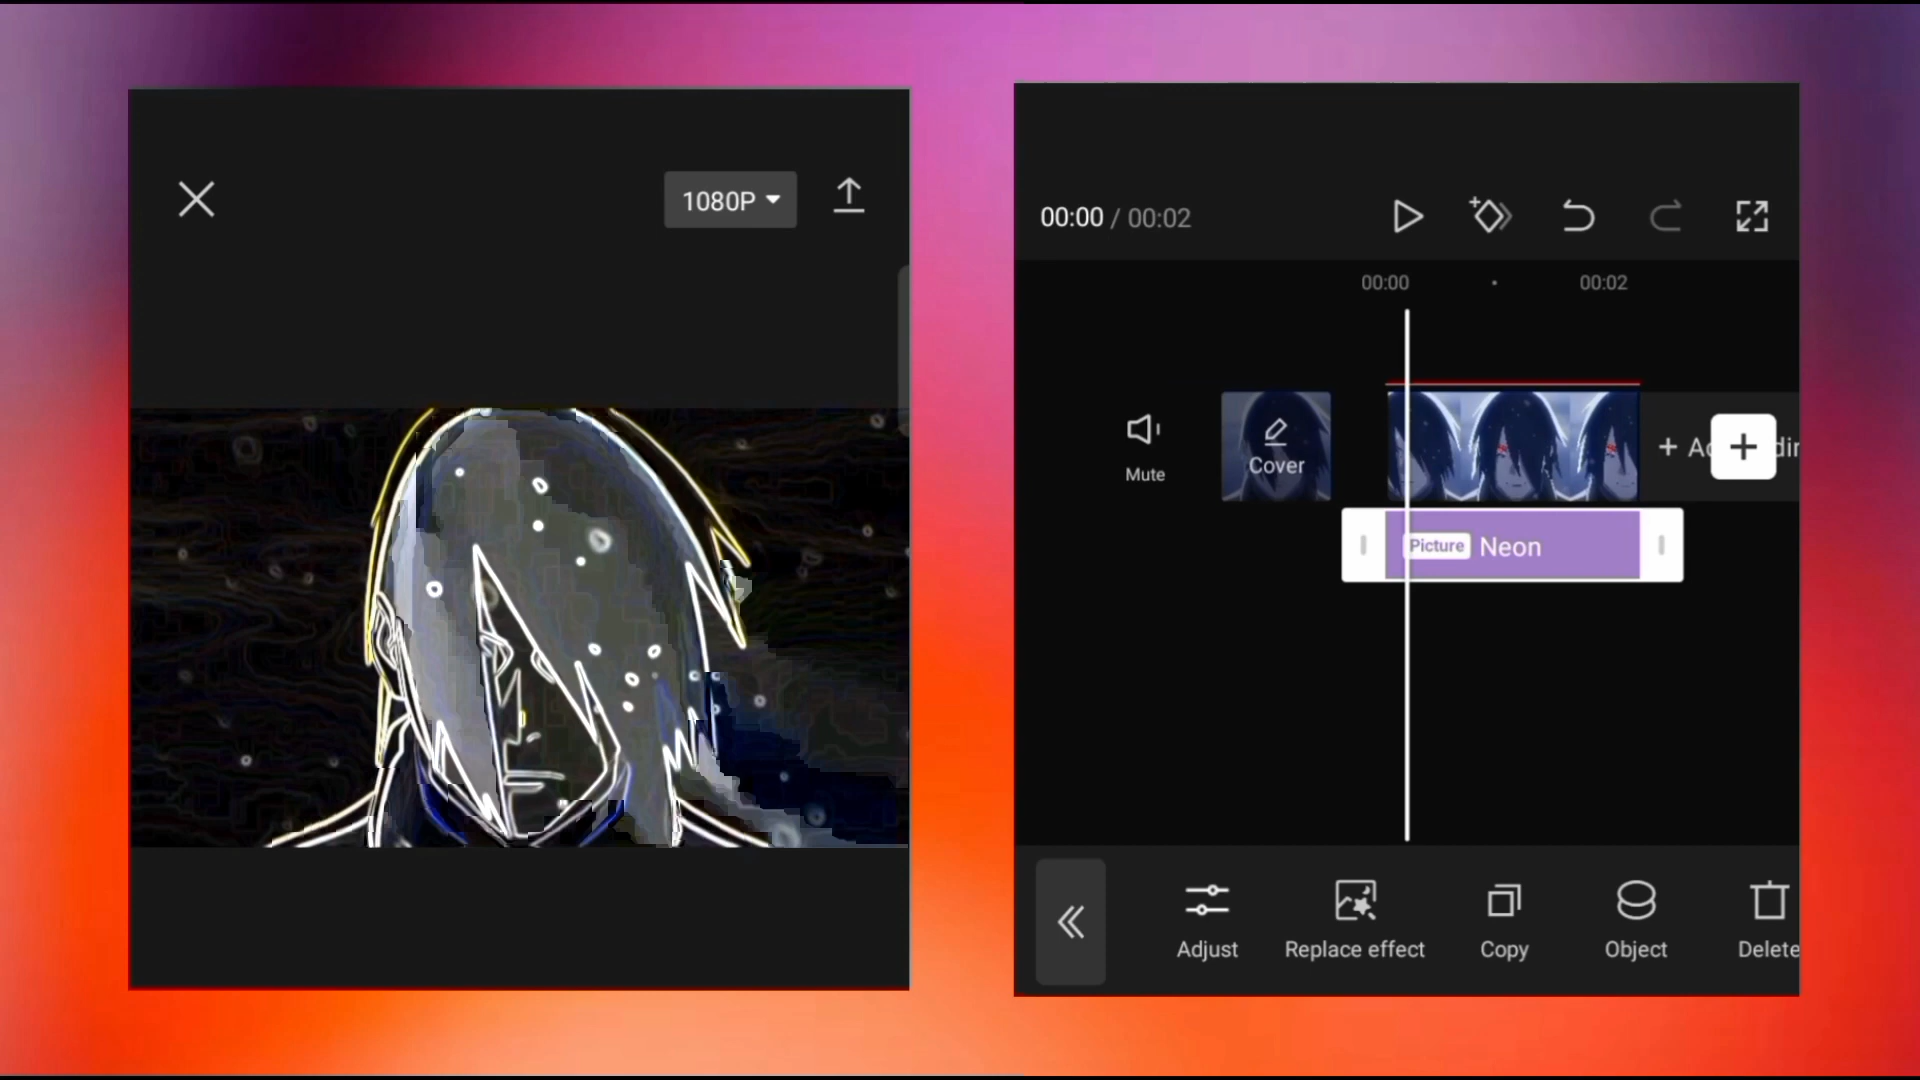 1080P
00:00 / 00:02
00:00
00:02
Mute
Cover
+
Picture Neon
Adjust
Replace effect
Copy
Object
Delete